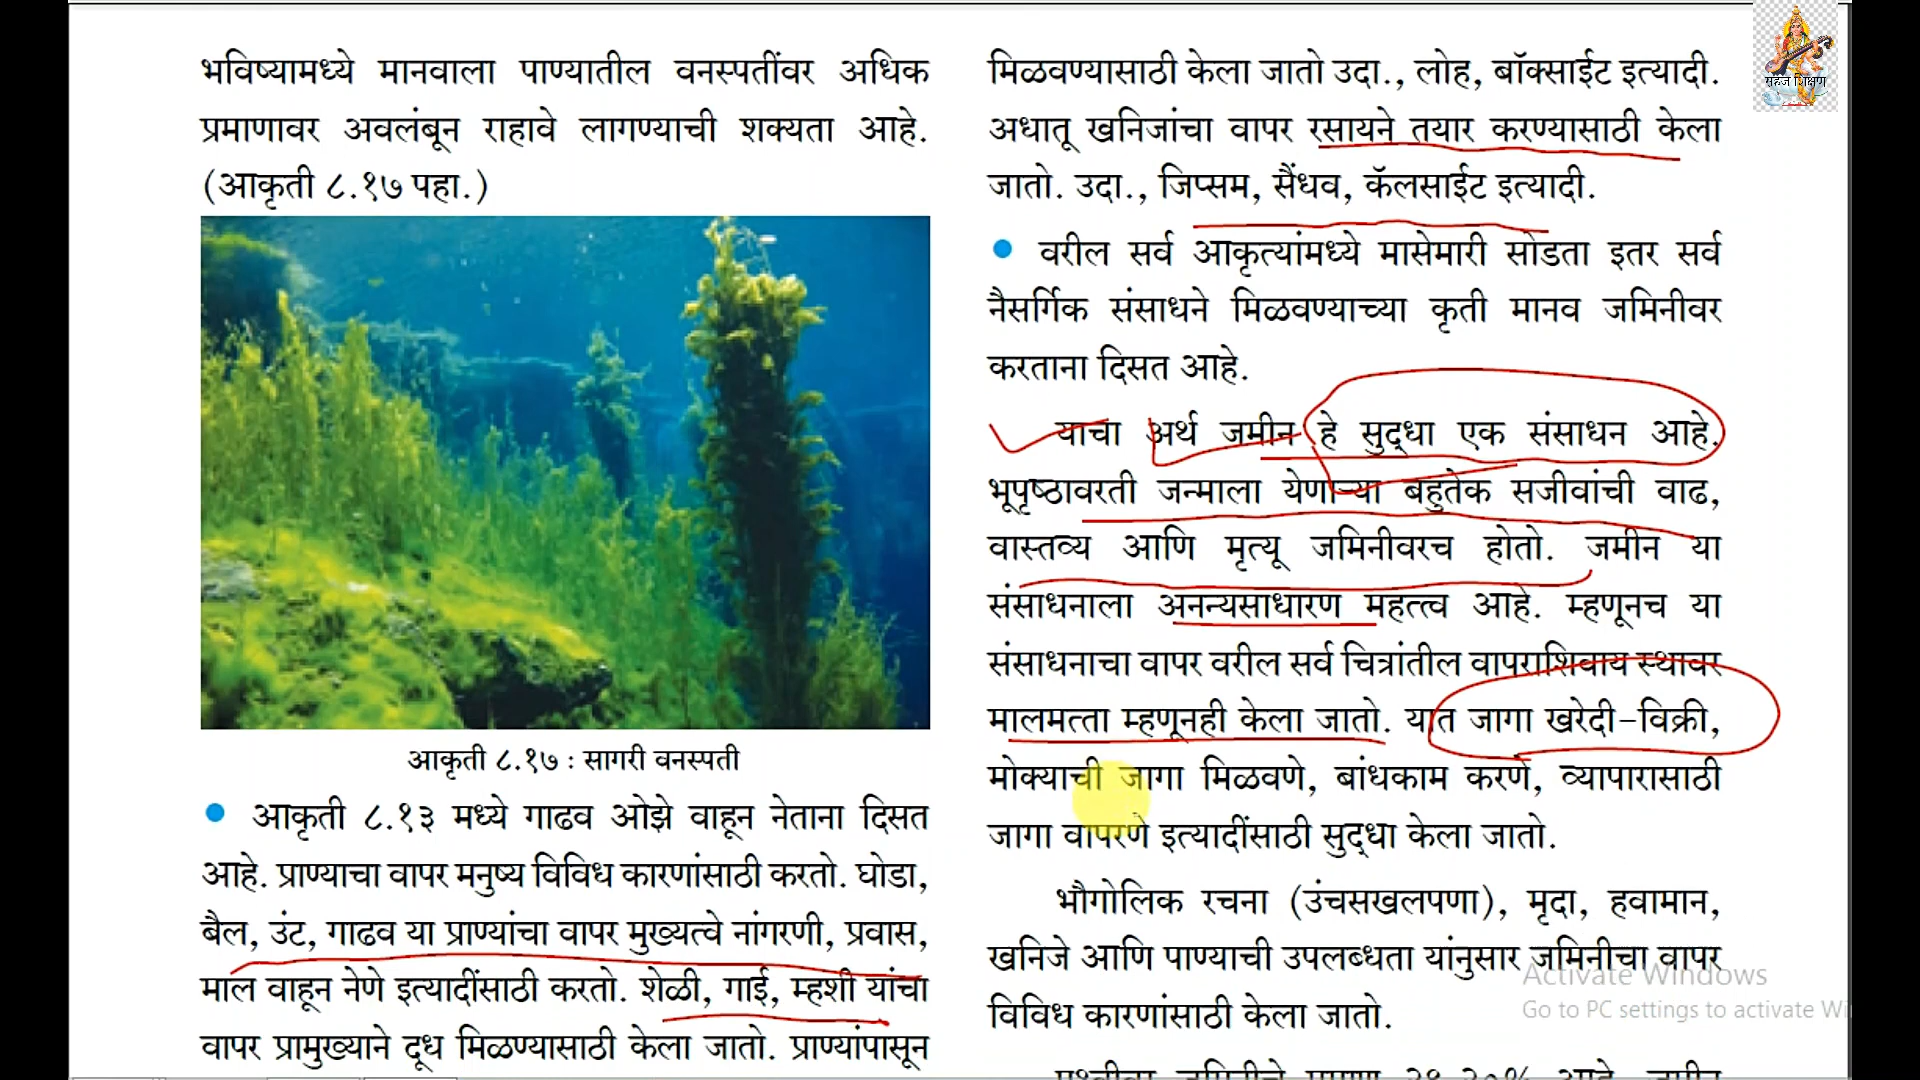 भविष्यामध्ये मानवाला पाण्यातील वनस्पतींवर अधिक
प्रमाणावर अवलंबून राहावे लागण्याची शक्यता आहे.
(आकृती ८.१७ पहा.)
आकृती ८.१७ : सागरी वनस्पती
आकृती ८.१३ मध्ये गाढव ओझे वाहून नेताना दिसत
आहे. प्राण्याचा वापर मनुष्य विविध कारणांसाठी करतो. घोडा,
बैल, उंट, गाढव या प्राण्यांचा वापर मुख्यत्वे नांगरणी, प्रवास,
माल वाहून नेणे इत्यादींसाठी करतो. शेळी, गाई, म्हशी यांचा
वापर प्रामुख्याने दूध मिळण्यासाठी केला जातो. प्राण्यांपासून
मिळवण्यासाठी केला जातो उदा., लोह, बॉक्साईट इत्यादी.
अधातू खनिजांचा वापर रसायने तयार करण्यासाठी केला
जातो. उदा., जिप्सम, सैंधव, कॅलसाईट इत्यादी.
वरील सर्व आकृत्यांमध्ये मासेमारी सोडता इतर सर्व
नैसर्गिक संसाधने मिळवण्याच्या कृती मानव जमिनीवर
करताना दिसत आहे.
याचा अर्थ जमीन हे सुद्धा एक संसाधन आहे.
भूपृष्ठावरती जन्माला येणाऱ्या बहुतेक सजीवांची वाढ,
वास्तव्य आणि मृत्यू जमिनीवरच होतो. जमीन या
संसाधनाला अनन्यसाधारण महत्त्व आहे. म्हणूनच या
संसाधनाचा वापर वरील सर्व चित्रांतील वापराशिवाय स्थावर
मालमत्ता म्हणूनही केला जातो. यात जागा खरेदी-विक्री,
मोक्याची जागा मिळवणे, बांधकाम करणे, व्यापारासाठी
जागा वापरणे इत्यादींसाठी सुद्धा केला जातो.
भौगोलिक रचना (उंचसखलपणा), मृदा, हवामान,
खनिजे आणि पाण्याची उपलब्धता यांनुसार जमिनीचा वापर
विविध कारणांसाठी केला जातो.
सहज शिक्षण
Activate Windows
Go to PC settings to activate Wi